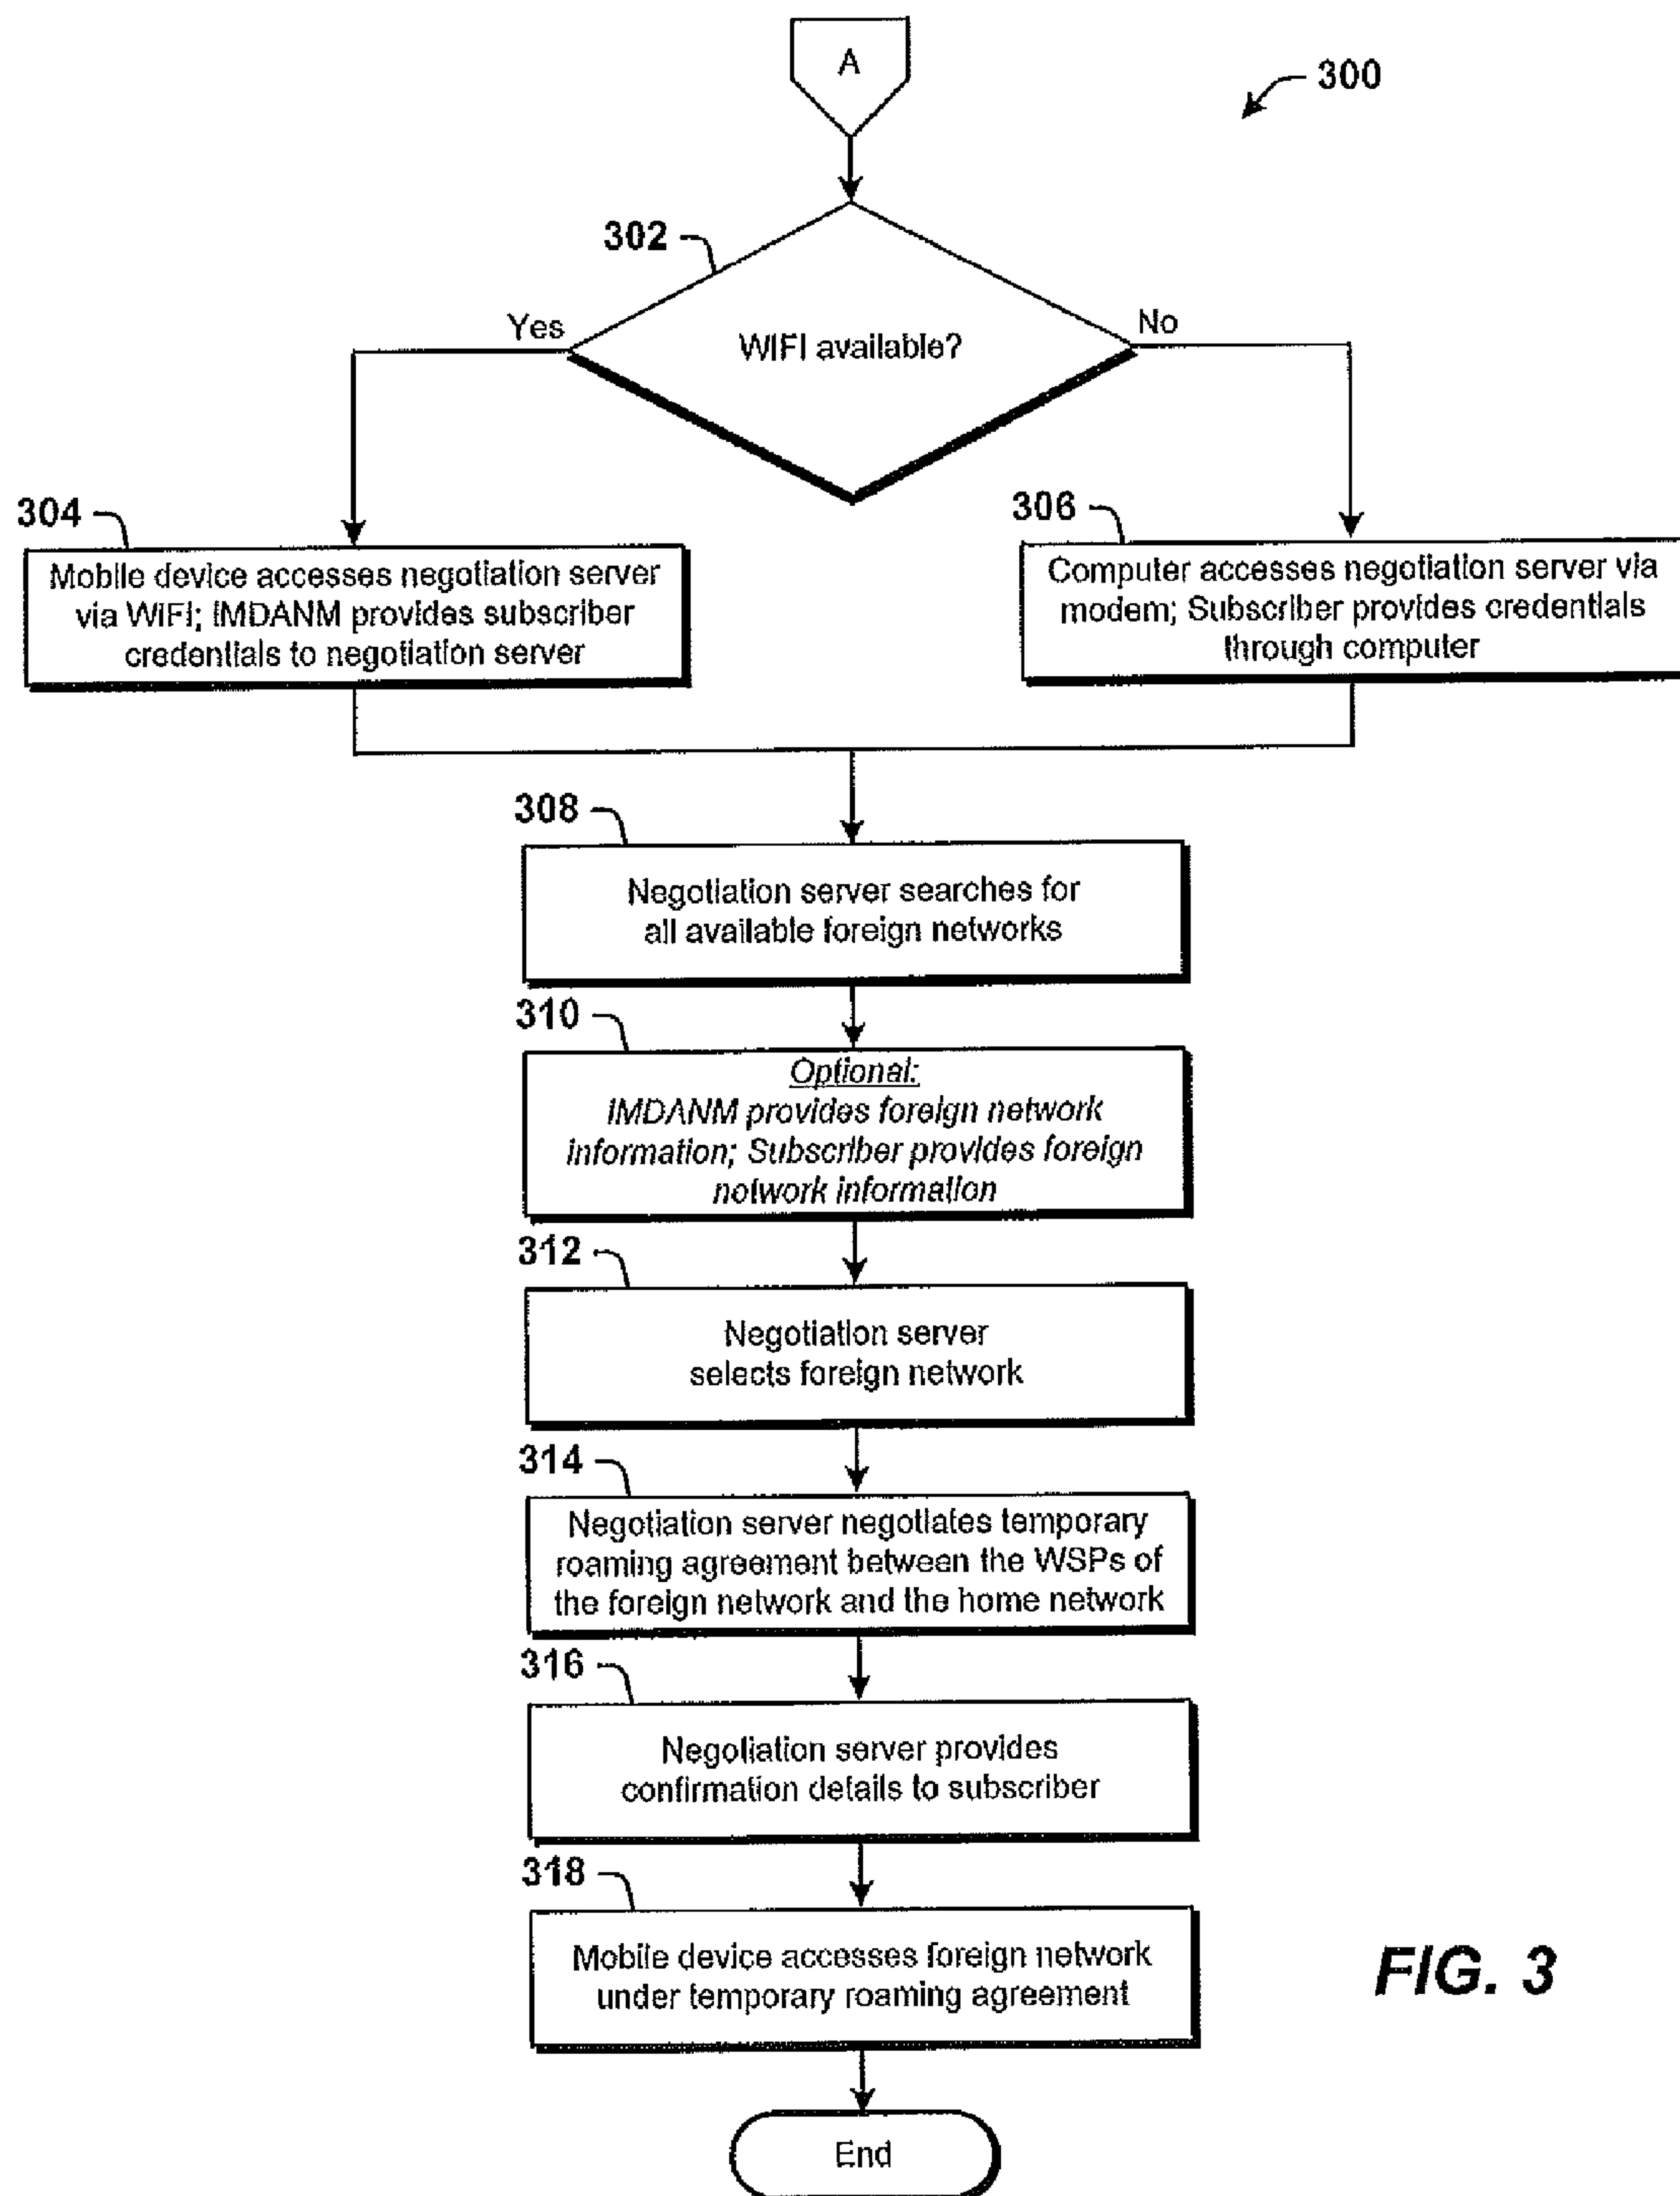 A
300
302
Yes
No
WIFI available?
304
306
Mobile device accesses negotiation server
via WiFi; IMDANM provides subscriber
credentials to negotiation server
Computer accesses negotiation server via
modem; Subscriber provides credentials
through computer
308
Negotiation server searches for
all available foreign networks
310
Optional:
IMDANM provides foreign network
information; Subscriber provides foreign
network information
312
Negotiation server
selects foreign network
314
Negotiation server negotiates temporary
roaming agreement between the WSPs of
the foreign network and the home network
316
Negotiation server provides
confirmation details to subscriber
318
Mobile device accesses foreign network
under temporary roaming agreement
FIG. 3
End